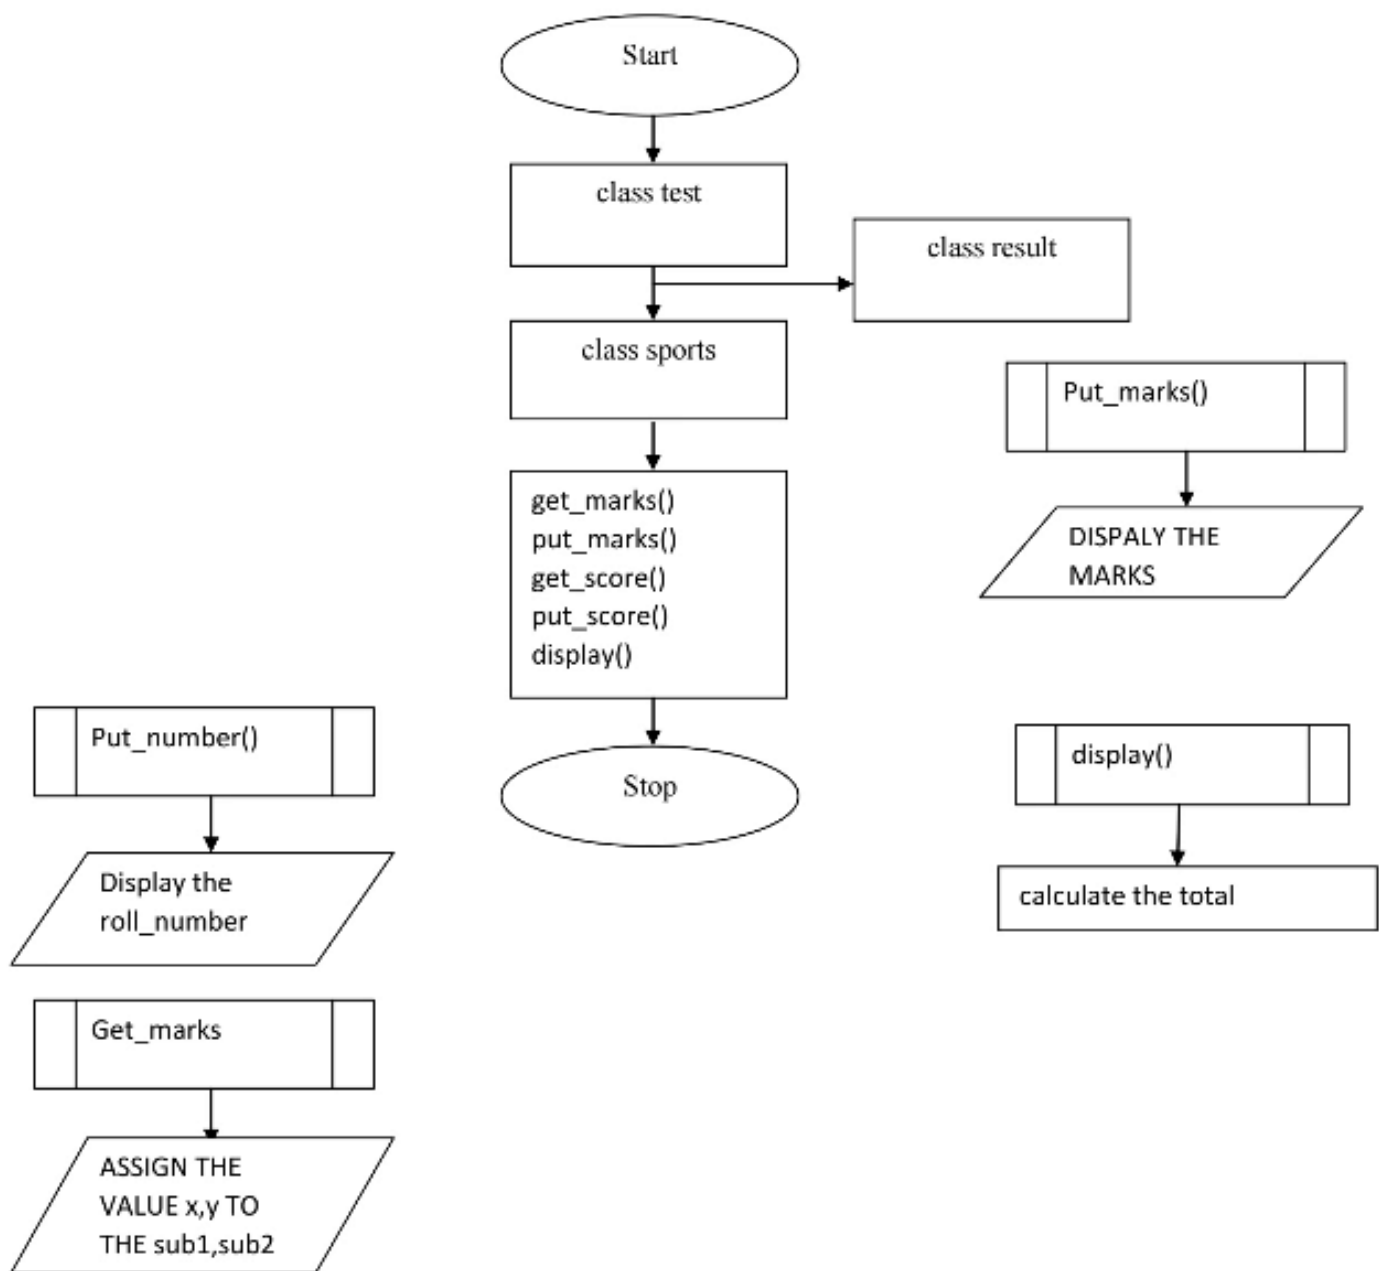 Start
class test
class result
class sports
Put_marks()
get_marks()
put_marks()
get_score()
put_score()
display()
DISPALY THE
MARKS
Put_number()
Stop
display()
Display the
roll_number
calculate the total
Get_marks
ASSIGN THE
VALUE x,y TO
THE sub1,sub2